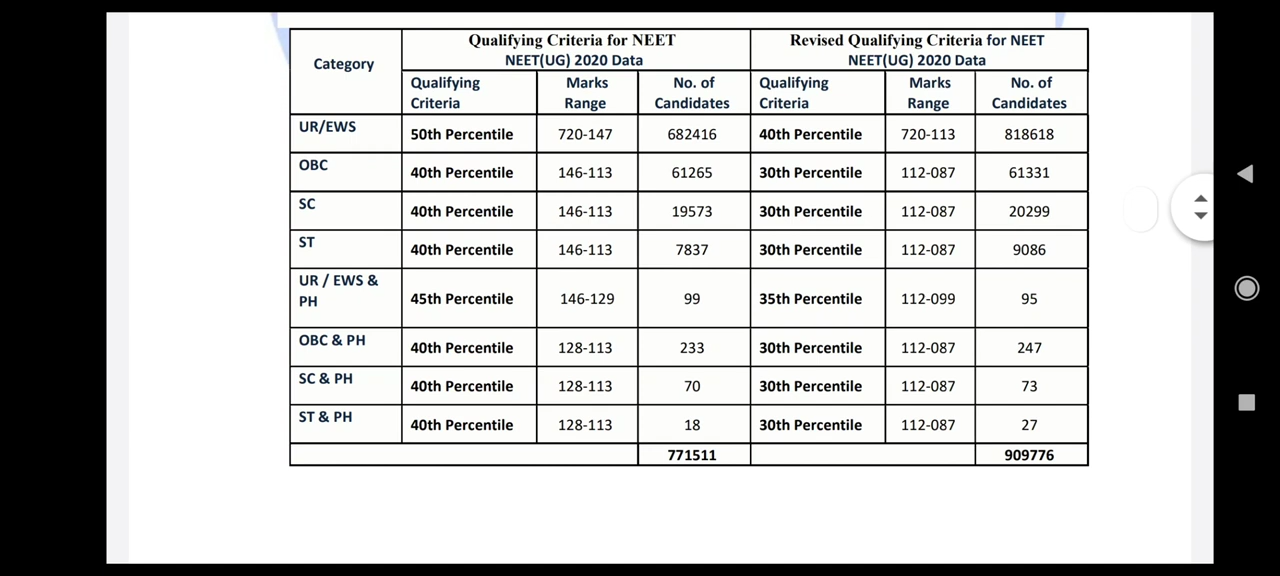 Category
Qualifying Criteria for NEET
NEET(UG) 2020 Data
Revised Qualifying Criteria for NEET
NEET(UG) 2020 Data
Qualifying Criteria
Marks Range
No. of Candidates
Qualifying Criteria
Marks Range
No. of Candidates
UR/EWS 50th Percentile 720-147 682416 40th Percentile 720-113 818618
OBC 40th Percentile 146-113 61265 30th Percentile 112-087 61331
SC 40th Percentile 146-113 19573 30th Percentile 112-087 20299
ST 40th Percentile 146-113 7837 30th Percentile 112-087 9086
UR / EWS & PH 45th Percentile 146-129 99 35th Percentile 112-099 95
OBC & PH 40th Percentile 128-113 233 30th Percentile 112-087 247
SC & PH 40th Percentile 128-113 70 30th Percentile 112-087 73
ST & PH 40th Percentile 128-113 18 30th Percentile 112-087 27
771511 909776